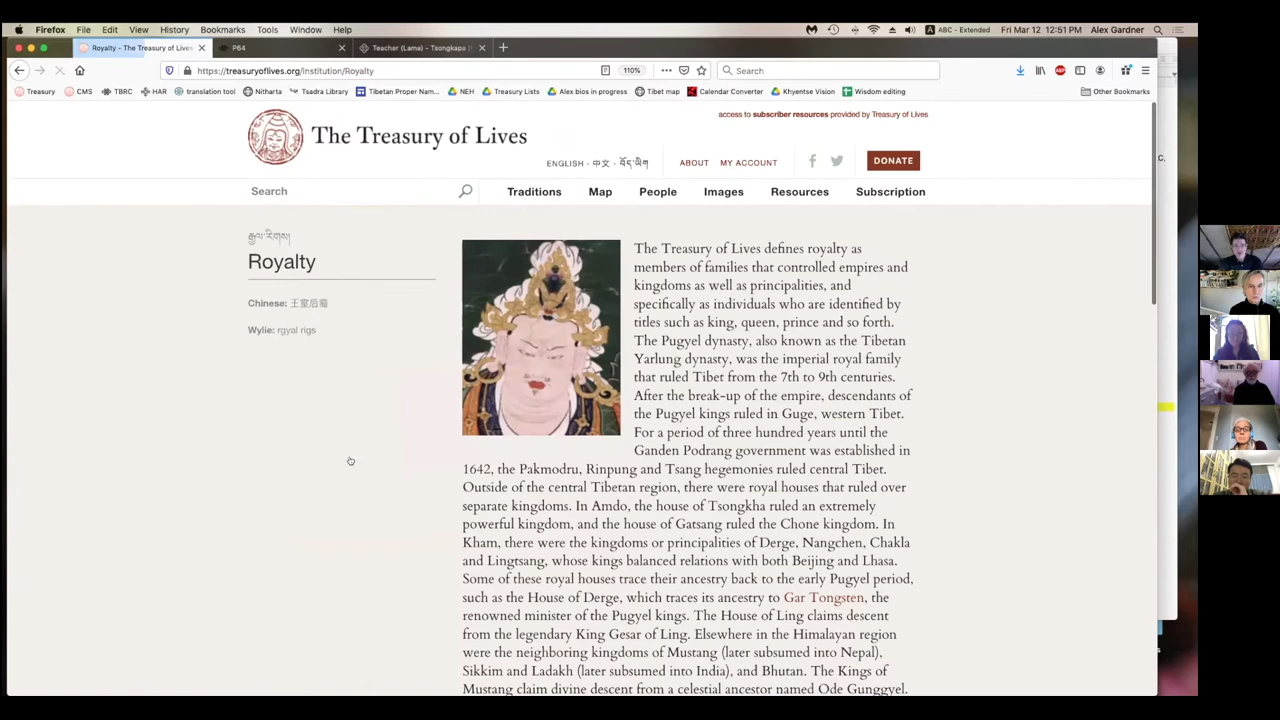 Firefox File Edit View History Bookmarks Tools Window Help
ABC - Extended Fri Mar 12 12:51 PM Alex Gardner
Royalty - The Treasury of Lives
P64
Teacher (Lama) - Tsongkapa
https://treasuryoflives.org/institution/Royalty
110%
Search
Treasury CMS TBRC HAR translation tool Nitharta Tsadra Library Tibetan Proper Nam... NEH Treasury Lists Alex bios in progress Tibet map Calendar Converter Khyentse Vision Wisdom editing Other Bookmarks
access to subscriber resources provided by Treasury of Lives
The Treasury of Lives
ENGLISH · 中文 · བོད་ཡིག
ABOUT MY ACCOUNT
DONATE
Search
Traditions Map People Images Resources Subscription
རྒྱལ་རིགས།
Royalty
Chinese: 王室后裔
Wylie: rgyal rigs
The Treasury of Lives defines royalty as
members of families that controlled empires and
kingdoms as well as principalities, and
specifically as individuals who are identified by
titles such as king, queen, prince and so forth.
The Pugyel dynasty, also known as the Tibetan
Yarlung dynasty, was the imperial royal family
that ruled Tibet from the 7th to 9th centuries.
After the break-up of the empire, descendants of
the Pugyel kings ruled in Guge, western Tibet.
For a period of three hundred years until the
Ganden Podrang government was established in
1642, the Pakmodru, Rinpung and Tsang hegemonies ruled central Tibet.
Outside of the central Tibetan region, there were royal houses that ruled over
separate kingdoms. In Amdo, the house of Tsongkha ruled an extremely
powerful kingdom, and the house of Gatsang ruled the Chone kingdom. In
Kham, there were the kingdoms or principalities of Derge, Nangchen, Chakla
and Lingtsang, whose kings balanced relations with both Beijing and Lhasa.
Some of these royal houses trace their ancestry back to the early Pugyel period,
such as the House of Derge, which traces its ancestry to Gar Tongsten, the
renowned minister of the Pugyel kings. The House of Ling claims descent
from the legendary King Gesar of Ling. Elsewhere in the Himalayan region
were the neighboring kingdoms of Mustang (later subsumed into Nepal),
Sikkim and Ladakh (later subsumed into India), and Bhutan. The Kings of
Mustang claim divine descent from a celestial ancestor named Ode Gunggyel.